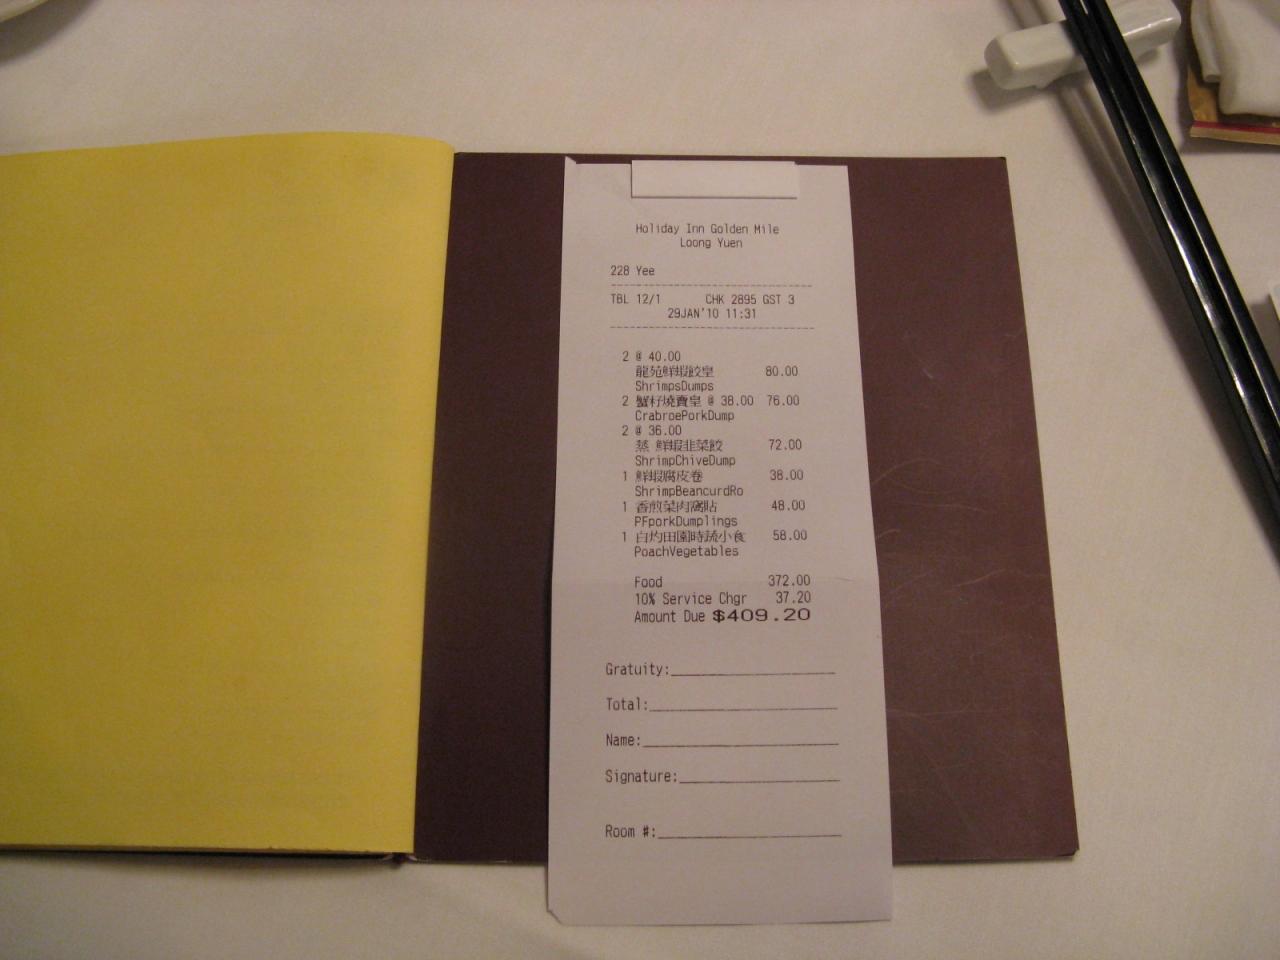 Holiday Inn Golden Mile
Loong Yuen
228 Yee
TBL 12/1 CHK 2895 GST 3
29JAN'10 11:31
2 @ 40.00
龍苑鮮蝦餃皇 80.00
ShrimpsDumps
2 蟹籽燒賣皇 @ 38.00 76.00
CrabroePorkDump
2 @ 36.00
蒸 鮮蝦韭菜餃 72.00
ShrimpChiveDump
1 鮮蝦腐皮卷 38.00
ShrimpBeancurdRo
1 香煎菜肉窩貼 48.00
PFporkDumplings
1 白灼田園時蔬小食 58.00
PoachVegetables
Food 372.00
10% Service Chgr 37.20
Amount Due $409.20
Gratuity:
Total:
Name:
Signature:
Room #: